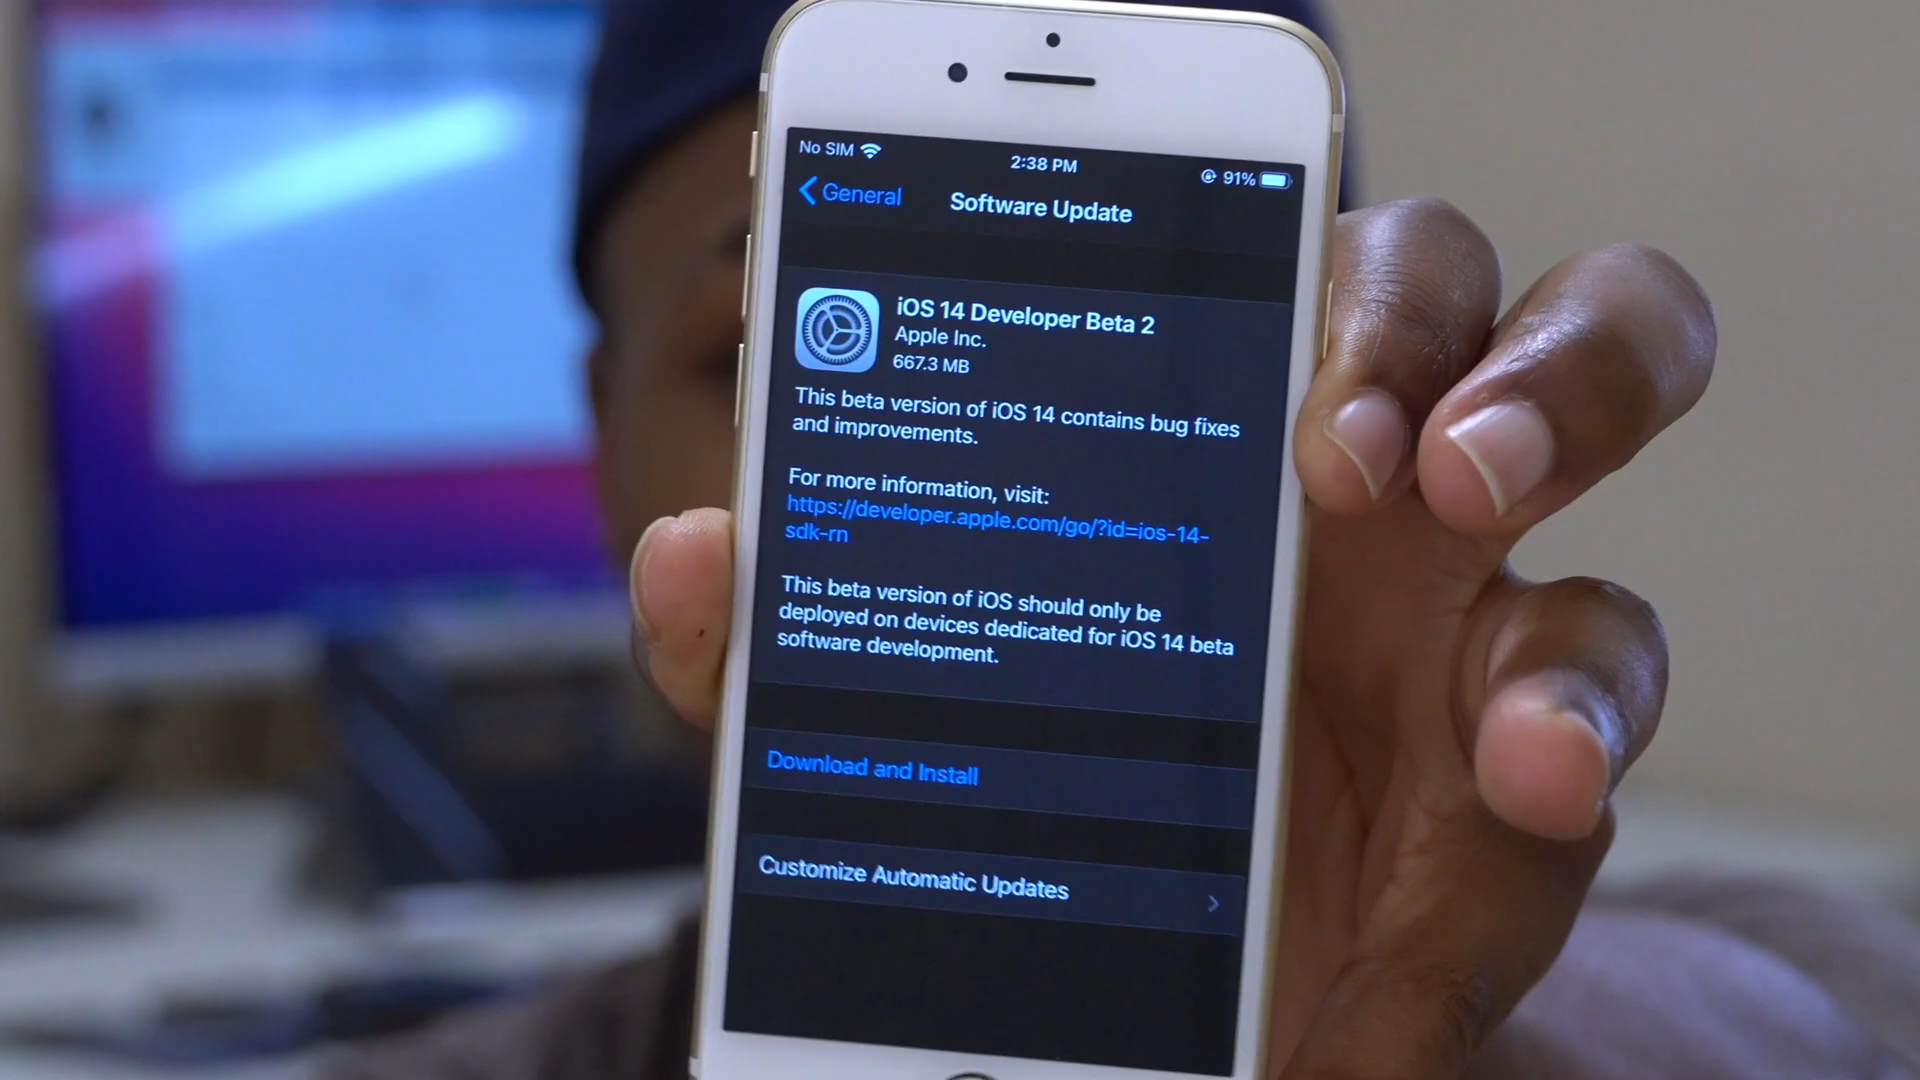 No SIM
2:38 PM
91%
General
Software Update
iOS 14 Developer Beta 2
Apple Inc.
667.3 MB
This beta version of iOS 14 contains bug fixes
and improvements.
For more information, visit:
https://developer.apple.com/go/?id=ios-14-
sdk-rn
This beta version of iOS should only be
deployed on devices dedicated for iOS 14 beta
software development.
Download and Install
Customize Automatic Updates